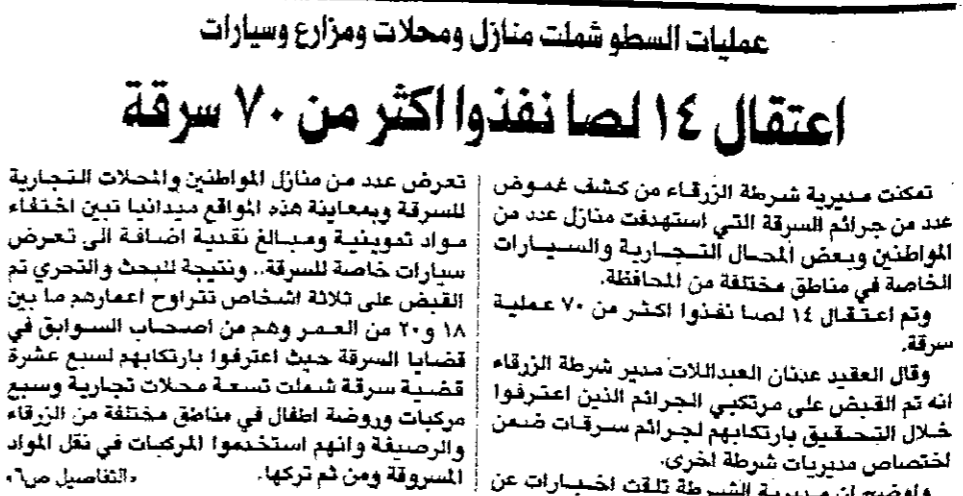 عمليات السطو شملت منازل ومحلات ومزارع وسيارات
اعتقال ١٤ لصا نفذوا اكثر من ٧٠ سرقة
تمكنت مديرية شرطة الزرقاء من كشف غموض
عدد من جرائم السرقة التي استهدفت منازل عدد من
المواطنين وبعض المحال التجارية والسيارات
الخاصة في مناطق مختلفة من المحافظة.
وتم اعتقال ١٤ لصا نفذوا اكثر من ٧٠ عملية
سرقة.
وقال العقيد عدنان العبداللات مدير شرطة الزرقاء
انه تم القبض على مرتكبي الجرائم الذين اعترفوا
خلال التحقيق بارتكابهم لجرائم سرقات ضمن
اختصاص مديريات شرطة اخرى.
واوضح ان مديرية الشرطة تلقت اخبارات عن
تعرض عدد من منازل المواطنين والمحلات التجارية
للسرقة وبمعاينة هذه المواقع ميدانيا تبين اختفاء
مواد تموينية ومبالغ نقدية اضافة الى تعرض
سيارات خاصة للسرقة.. ونتيجة للبحث والتحري تم
القبض على ثلاثة اشخاص تتراوح اعمارهم ما بين
١٨ و٢٠ من العمر وهم من اصحاب السوابق في
قضايا السرقة حيث اعترفوا بارتكابهم لسبع عشرة
قضية سرقة شملت تسعة محلات تجارية وسبع
مركبات وروضة اطفال في مناطق مختلفة من الزرقاء
والرصيفة وانهم استخدموا المركبات في نقل المواد
المسروقة ومن ثم تركها. «التفاصيل ص٦»